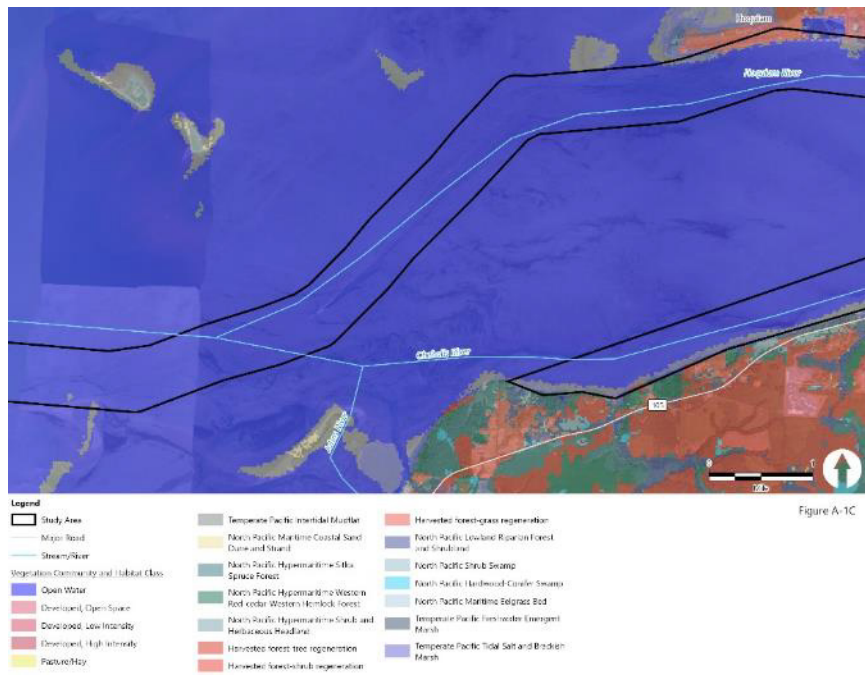 Hoquiam
Hoquiam River
Chehalis River
Johns River
105
0 1
Mile
Figure A-1C
Legend
Study Area
Major Road
Stream/River
Vegetation Community and Habitat Class
Open Water
Developed, Open Space
Developed, Low Intensity
Developed, High Intensity
Pasture/Hay
Temperate Pacific Intertidal Mudflat
North Pacific Maritime Coastal Sand
Dune and Strand
North Pacific Hypermaritime Sitka
Spruce Forest
North Pacific Hypermaritime Western
Red-cedar-Western Hemlock Forest
North Pacific Hypermaritime Shrub and
Herbaceous Headland
Harvested forest-tree regeneration
Harvested forest-shrub regeneration
Harvested forest-grass regeneration
North Pacific Lowland Riparian Forest
and Shrubland
North Pacific Shrub Swamp
North Pacific Hardwood-Conifer Swamp
North Pacific Maritime Eelgrass Bed
Temperate Pacific Freshwater Emergent
Marsh
Temperate Pacific Tidal Salt and Brackish
Marsh